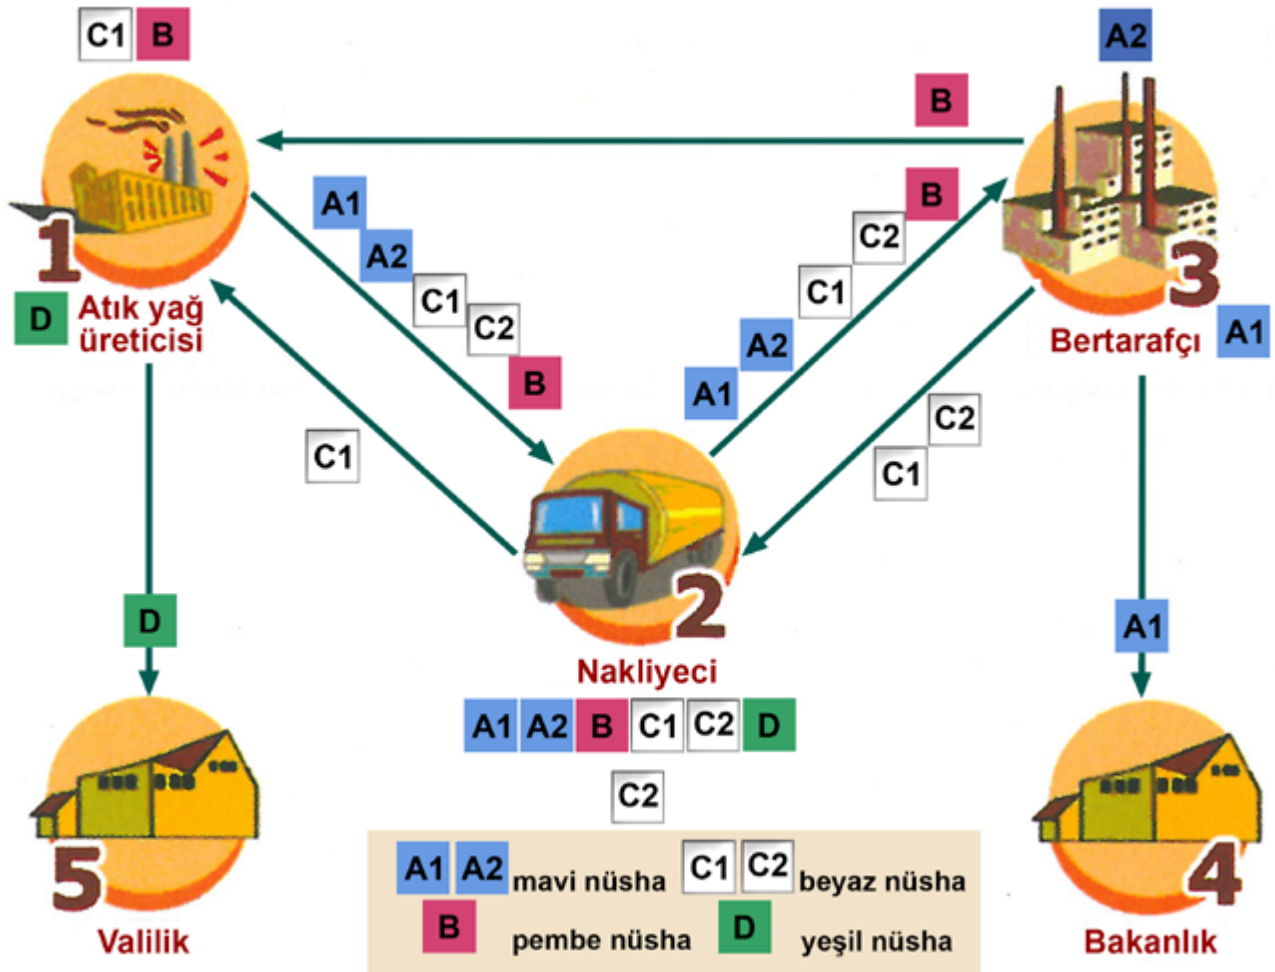 C1 B
A2
B
A1
A2
C1
C2
B
B
C2
C1
A2
A1
1
D
Atık yağ
üreticisi
3
Bertarafçı
A1
C1
C2
C1
2
Nakliyeci
A1 A2 B C1 C2 D
C2
D
A1
5
Valilik
4
Bakanlık
A1 A2 mavi nüsha C1 C2 beyaz nüsha
B pembe nüsha D yeşil nüsha